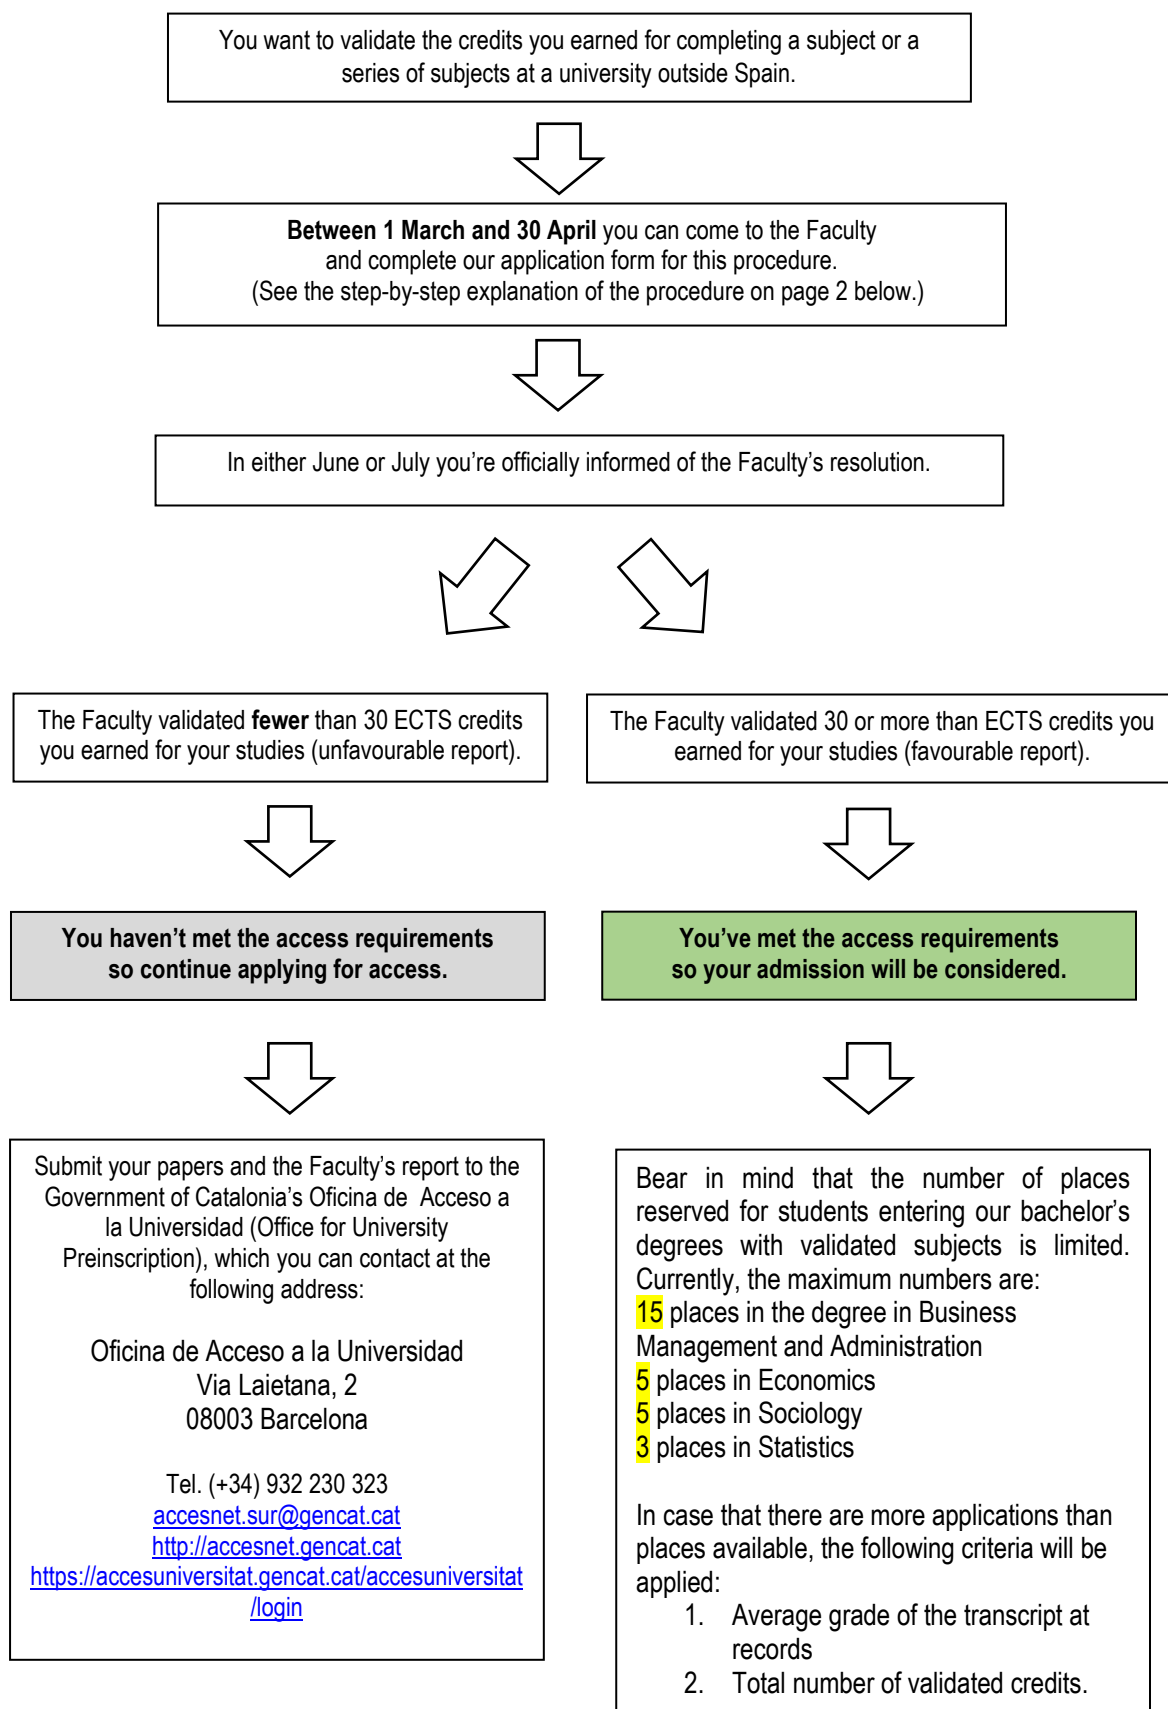 You want to validate the credits you earned for completing a subject or a
series of subjects at a university outside Spain.
Between 1 March and 30 April you can come to the Faculty
and complete our application form for this procedure.
(See the step-by-step explanation of the procedure on page 2 below.)
In either June or July you’re officially informed of the Faculty’s resolution.
The Faculty validated fewer than 30 ECTS credits
you earned for your studies (unfavourable report).
The Faculty validated 30 or more than ECTS credits you
earned for your studies (favourable report).
You haven’t met the access requirements
so continue applying for access.
You’ve met the access requirements
so your admission will be considered.
Submit your papers and the Faculty’s report to the
Government of Catalonia’s Oficina de Acceso a
la Universidad (Office for University
Preinscription), which you can contact at the
following address:
Oficina de Acceso a la Universidad
Via Laietana, 2
08003 Barcelona
Tel. (+34) 932 230 323
accesnet.sur@gencat.cat
http://accesnet.gencat.cat
https://accesuniversitat.gencat.cat/accesuniversitat
/login
Bear in mind that the number of places
reserved for students entering our bachelor’s
degrees with validated subjects is limited.
Currently, the maximum numbers are:
15 places in the degree in Business
Management and Administration
5 places in Economics
5 places in Sociology
3 places in Statistics
In case that there are more applications than
places available, the following criteria will be
applied:
1. Average grade of the transcript at
records
2. Total number of validated credits.